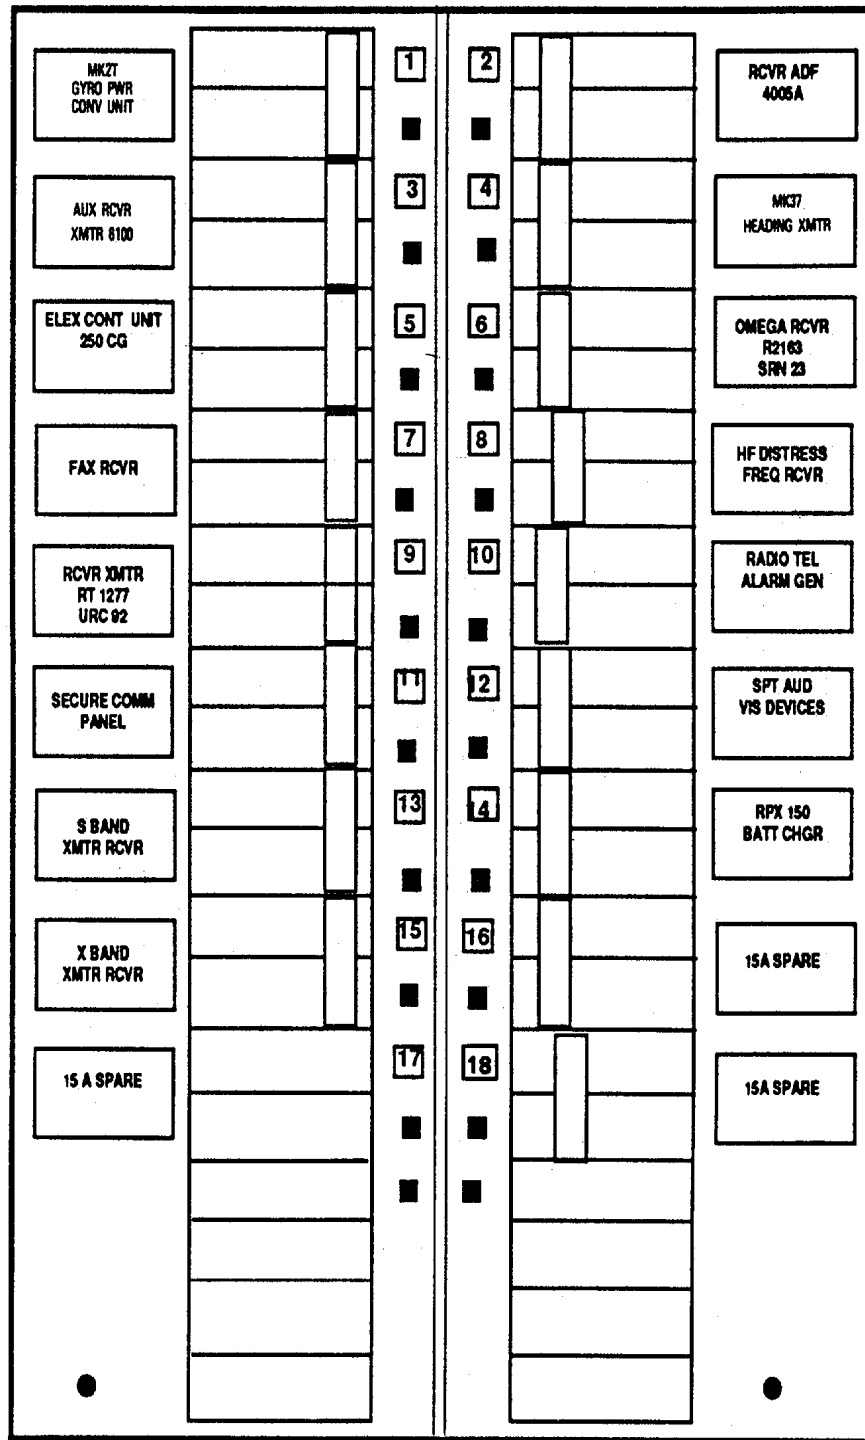 MK2T
GYRO PWR
CONV UNIT
1
2
RCVR ADF
4005A
AUX RCVR
XMTR 6100
3
4
MK37
HEADING XMTR
ELEX CONT UNIT
250 CG
5
6
OMEGA RCVR
R2163
SRN 23
FAX RCVR
7
8
HF DISTRESS
FREQ RCVR
RCVR XMTR
RT 1277
URC 92
9
10
RADIO TEL
ALARM GEN
SECURE COMM
PANEL
11
12
SPT AUD
VIS DEVICES
S BAND
XMTR RCVR
13
14
RPX 150
BATT CHGR
X BAND
XMTR RCVR
15
16
15A SPARE
15 A SPARE
17
18
15A SPARE